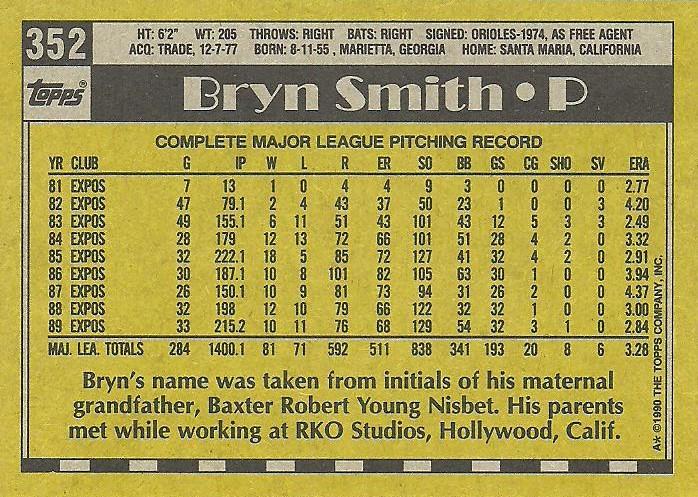 352
HT: 6'2" WT: 205 THROWS: RIGHT BATS: RIGHT SIGNED: ORIOLES-1974, AS FREE AGENT
ACQ: TRADE, 12-7-77 BORN: 8-11-55 , MARIETTA, GEORGIA HOME: SANTA MARIA, CALIFORNIA
TOPPS®
Bryn Smith • P
COMPLETE MAJOR LEAGUE PITCHING RECORD
YR CLUB G IP W L R ER SO BB GS CG SHO SV ERA
81 EXPOS 7 13 1 0 4 4 9 3 0 0 0 0 2.77
82 EXPOS 47 79.1 2 4 43 37 50 23 1 0 0 3 4.20
83 EXPOS 49 155.1 6 11 51 43 101 43 12 5 3 3 2.49
84 EXPOS 28 179 12 13 72 66 101 51 28 4 2 0 3.32
85 EXPOS 32 222.1 18 5 85 72 127 41 32 4 2 0 2.91
86 EXPOS 30 187.1 10 8 101 82 105 63 30 1 0 0 3.94
87 EXPOS 26 150.1 10 9 81 73 94 31 26 2 0 0 4.37
88 EXPOS 32 198 12 10 79 66 122 32 32 1 0 0 3.00
89 EXPOS 33 215.2 10 11 76 68 129 54 32 3 1 0 2.84
MAJ. LEA. TOTALS 284 1400.1 81 71 592 511 838 341 193 20 8 6 3.28
Bryn's name was taken from initials of his maternal
grandfather, Baxter Robert Young Nisbet. His parents
met while working at RKO Studios, Hollywood, Calif.
A* ©1990 THE TOPPS COMPANY, INC.